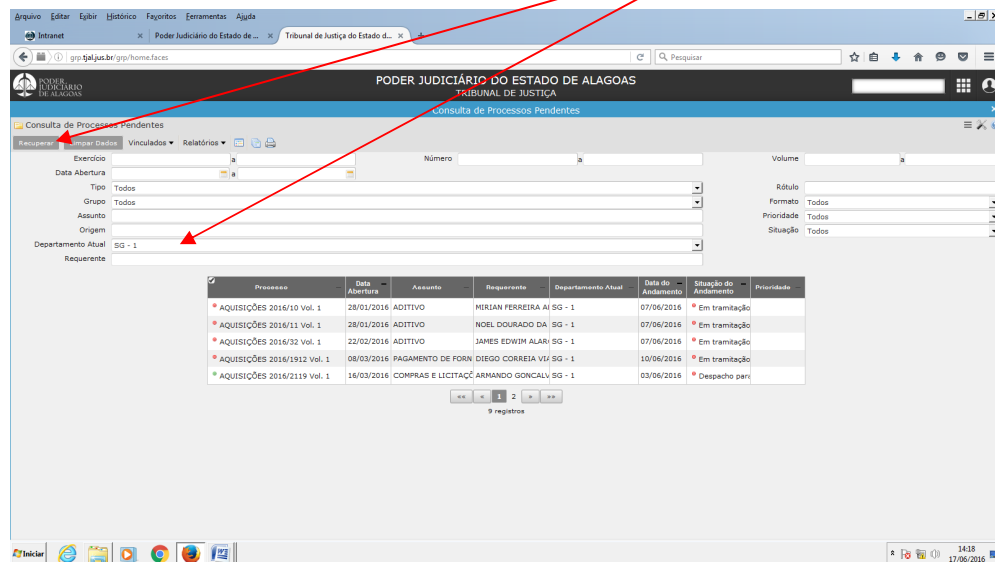 Arquivo Editar Exibir Histórico Favoritos Ferramentas Ajuda
Intranet × Poder Judiciário do Estado de ... × Tribunal de Justiça do Estado d... × +
grp.tjal.jus.br/grp/home.faces Pesquisar
PODER JUDICIÁRIO DE ALAGOAS
PODER JUDICIÁRIO DO ESTADO DE ALAGOAS
TRIBUNAL DE JUSTIÇA
Consulta de Processos Pendentes
Consulta de Processos Pendentes
Recuperar Limpar Dados Vinculados Relatórios
Exercício a Número a Volume a
Data Abertura a
Tipo Todos Rótulo
Grupo Todos Formato Todos
Assunto Prioridade Todos
Origem Situação Todos
Departamento Atual SG - 1
Requerente
Processo Data Abertura Assunto Requerente Departamento Atual Data do Andamento Situação do Andamento Prioridade
AQUISIÇÕES 2016/10 Vol. 1 28/01/2016 ADITIVO MIRIAN FERREIRA SG - 1 07/06/2016 Em tramitação
AQUISIÇÕES 2016/11 Vol. 1 28/01/2016 ADITIVO NOEL DOURADO DA SG - 1 07/06/2016 Em tramitação
AQUISIÇÕES 2016/32 Vol. 1 22/02/2016 ADITIVO JAMES EDWIM SG - 1 07/06/2016 Em tramitação
AQUISIÇÕES 2016/1912 Vol. 1 08/03/2016 PAGAMENTO DE FORN DIEGO CORREIA SG - 1 10/06/2016 Em tramitação
AQUISIÇÕES 2016/2119 Vol. 1 16/03/2016 COMPRAS E LICITAÇÕ ARMANDO GONCALV SG - 1 03/06/2016 Despacho para
«« « 1 2 » »»
9 registros
Iniciar 14:18
17/06/2016